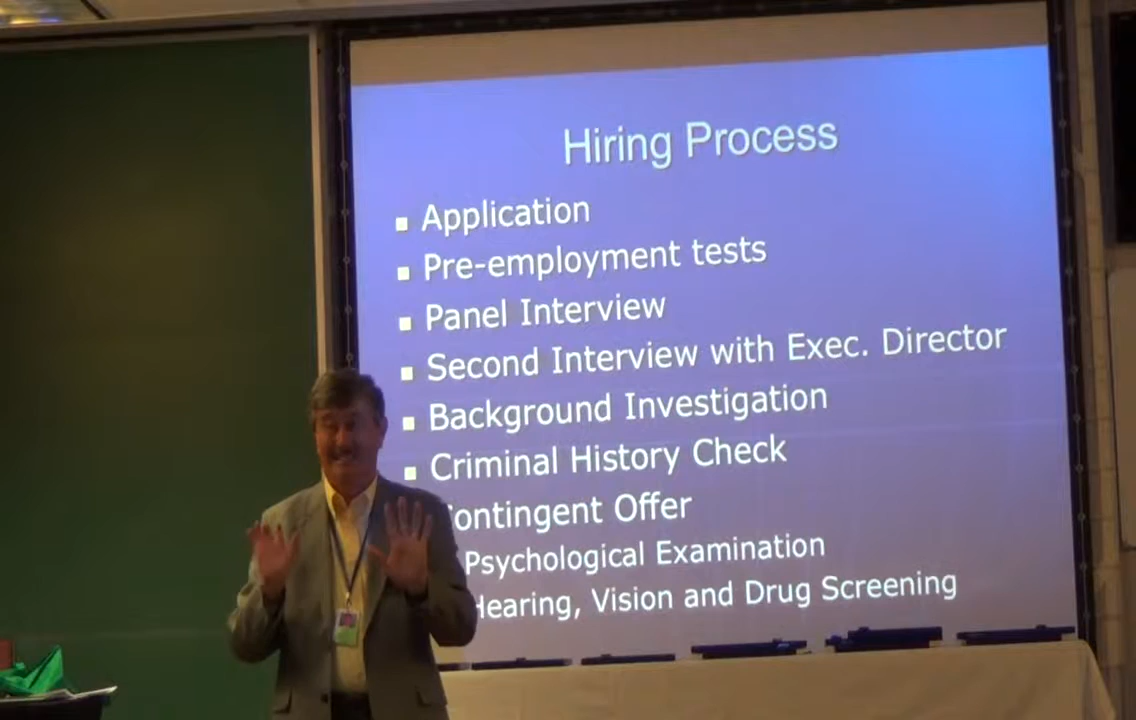 Hiring Process
Application
Pre-employment tests
Panel Interview
Second Interview with Exec. Director
Background Investigation
Criminal History Check
Contingent Offer
Psychological Examination
Hearing, Vision and Drug Screening